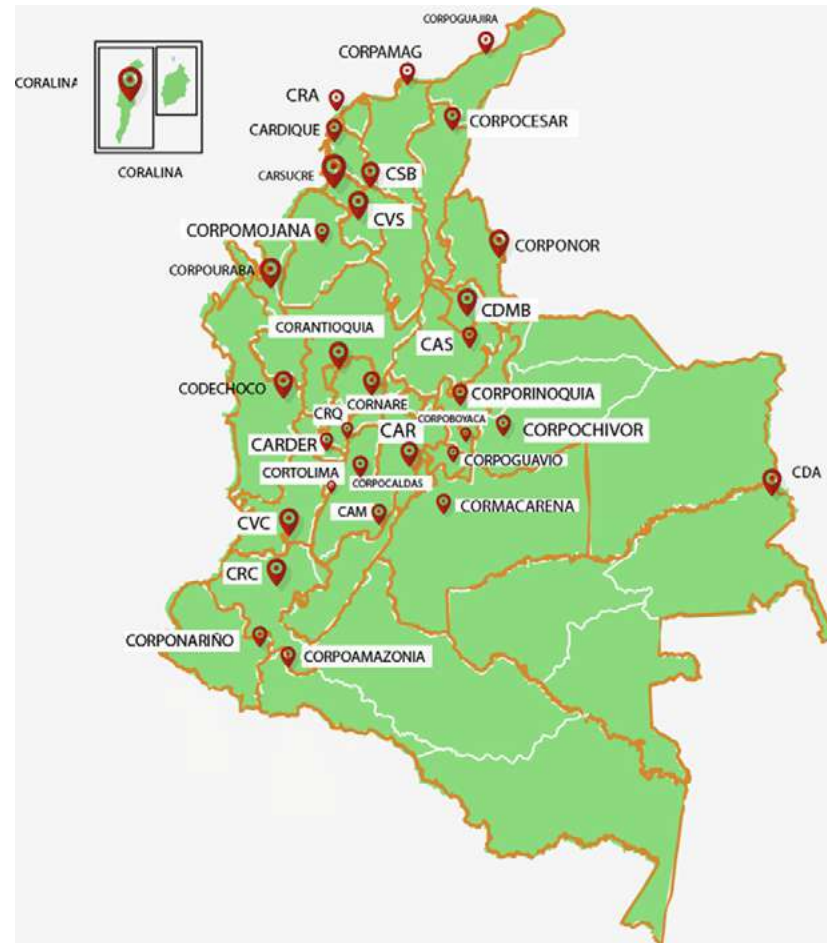 CORPOGUAJIRA
CORPAMAG
CORALINA
CRA
CORPOCESAR
CARDIQUE
CORALINA
CARSUCRE
CSB
CVS
CORPOMOJANA
CORPONOR
CORPOURABA
CDMB
CORANTIOQUIA
CAS
CODECHOCO
CORNARE
CORPORINOQUIA
CRQ
CORPOBOYACA
CORPOCHIVOR
CAR
CARDER
CORPOGUAVIO
CORTOLIMA
CORPOCALDAS
CDA
CORMACARENA
CAM
CVC
CRC
CORPONARIÑO
CORPOAMAZONIA